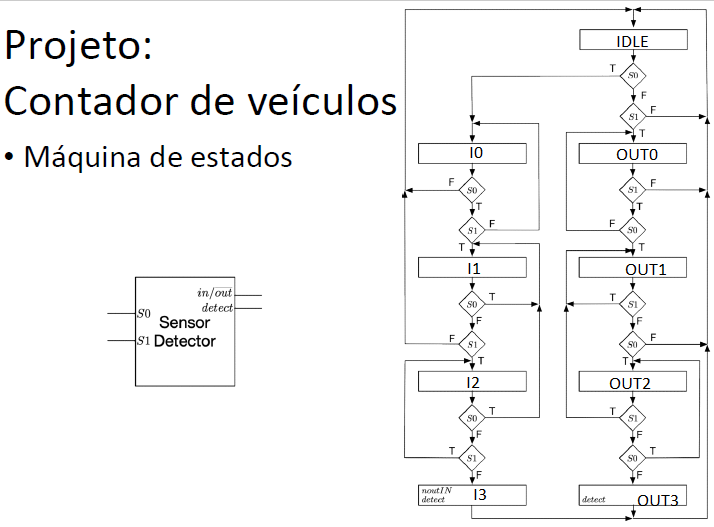 Projeto:
Contador de veículos
• Máquina de estados
S0
S1
in/out
detect
Sensor
Detector
IDLE
T
S0
F
S1
F
T
I0
F
S0
T
S1
F
T
I1
S0
T
F
F
S1
T
I2
S0
T
F
T
S1
F
noutIN
detect
I3
OUT0
S1
F
T
F
S0
T
OUT1
T
S1
F
S0
F
T
OUT2
T
S1
F
S0
T
F
detect
OUT3